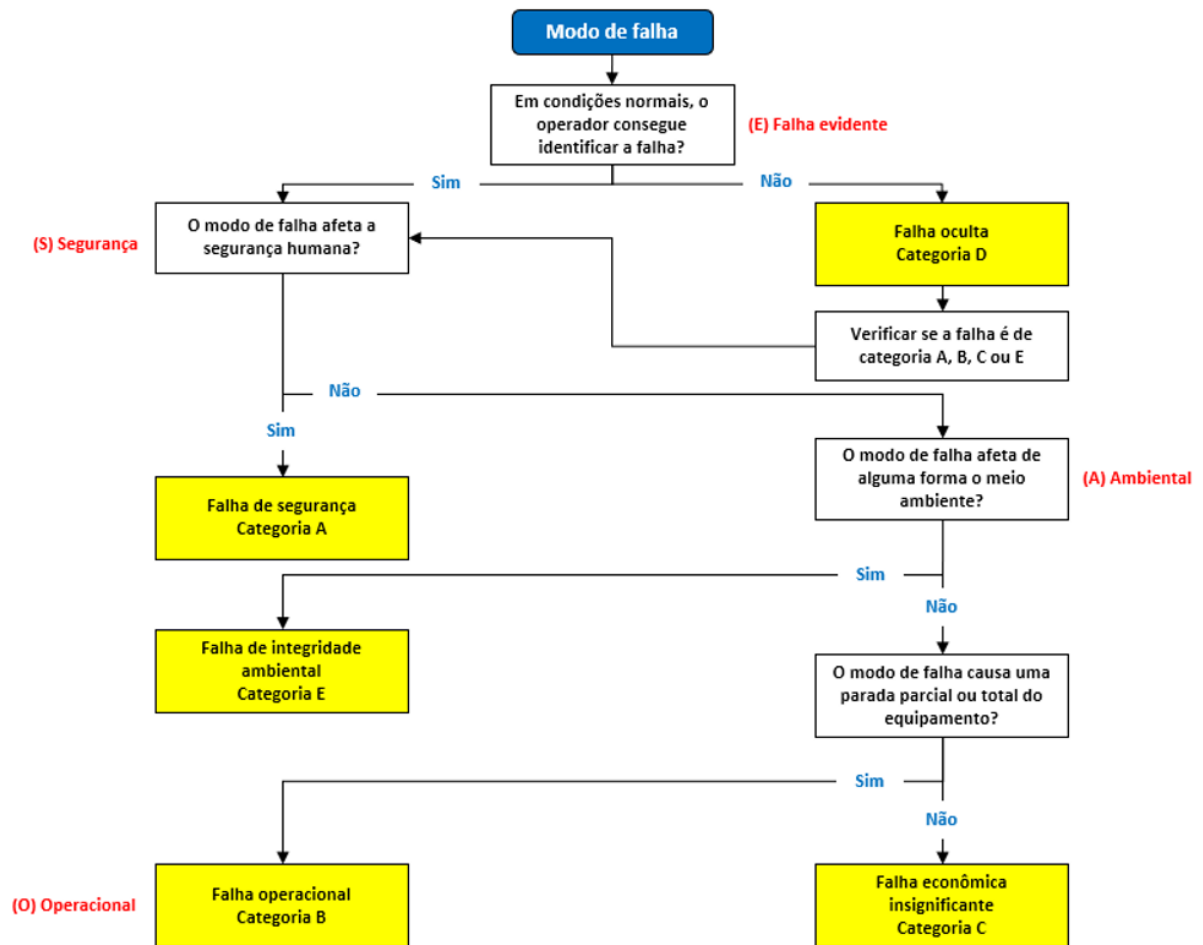 Modo de falha
Em condições normais, o
operador consegue
identificar a falha?
(E) Falha evidente
Sim
Não
(S) Segurança
O modo de falha afeta a
segurança humana?
Falha oculta
Categoria D
Verificar se a falha é de
categoria A, B, C ou E
Não
Sim
O modo de falha afeta de
alguma forma o meio
ambiente?
(A) Ambiental
Falha de segurança
Categoria A
Sim
Não
Falha de integridade
ambiental
Categoria E
O modo de falha causa uma
parada parcial ou total do
equipamento?
Sim
Não
(O) Operacional
Falha operacional
Categoria B
Falha econômica
insignificante
Categoria C